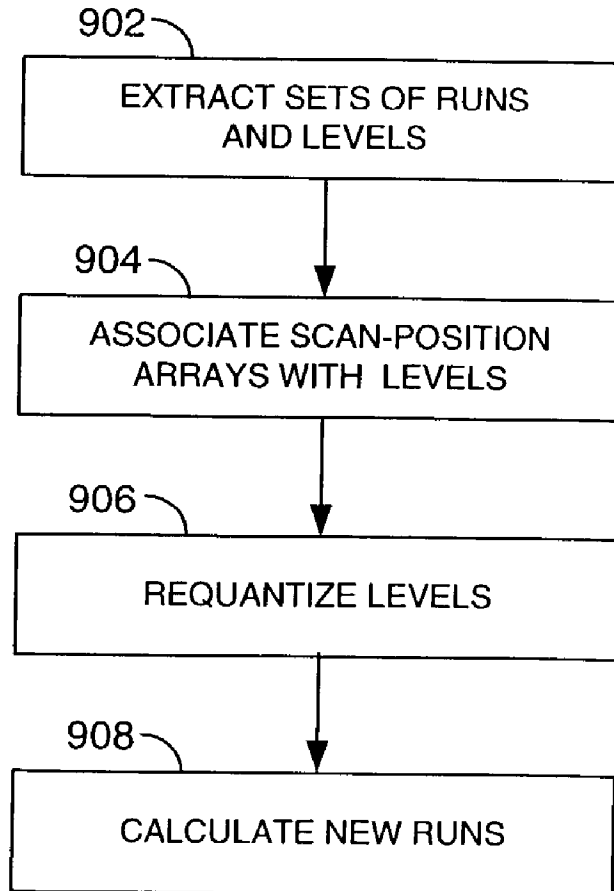 902
EXTRACT SETS OF RUNS
AND LEVELS
904
ASSOCIATE SCAN-POSITION
ARRAYS WITH LEVELS
906
REQUANTIZE LEVELS
908
CALCULATE NEW RUNS